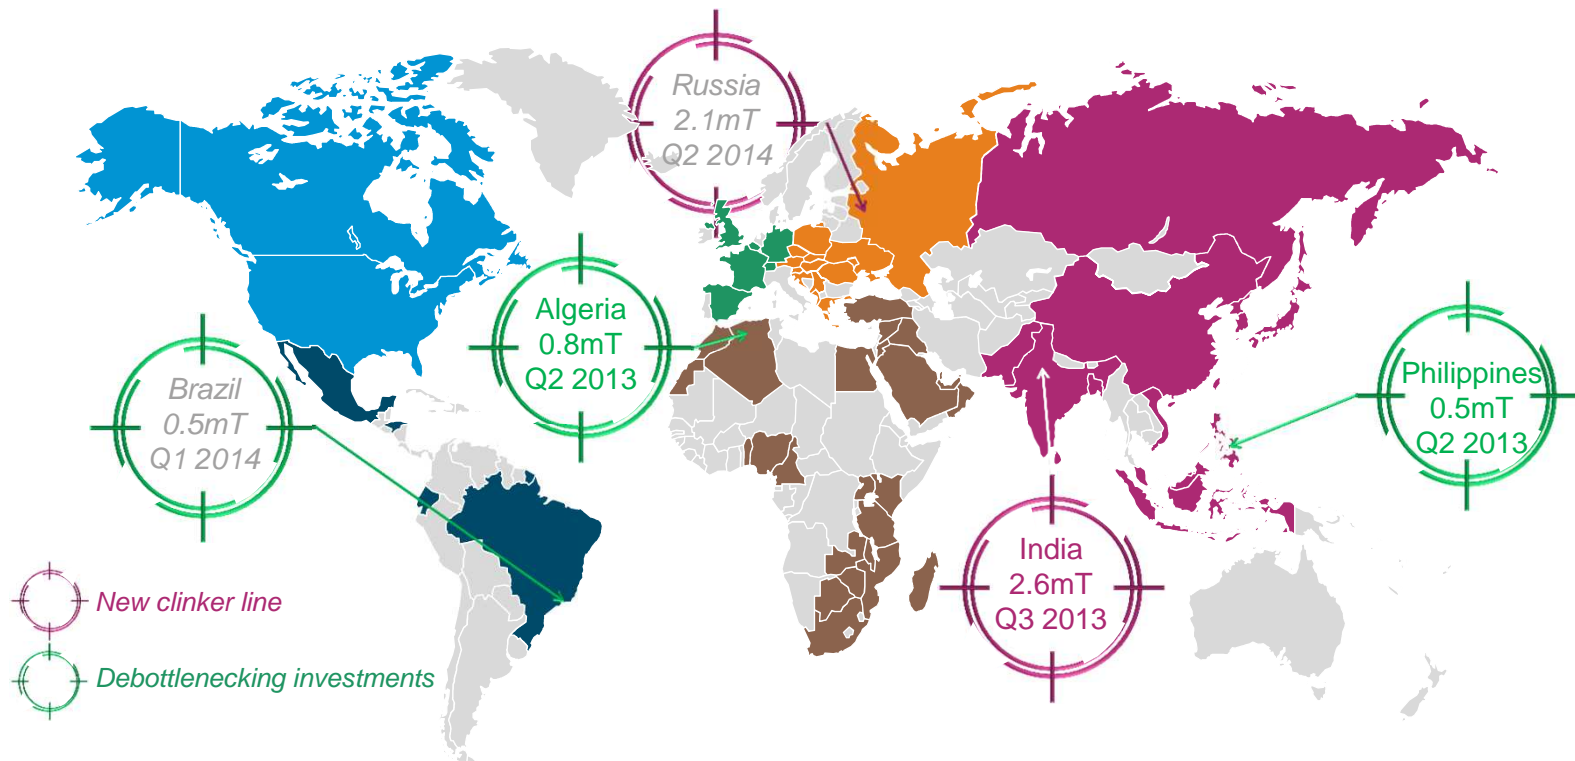 Russia
2.1mT
Q2 2014
Algeria
0.8mT
Q2 2013
Brazil
0.5mT
Q1 2014
Philippines
0.5mT
Q2 2013
India
2.6mT
Q3 2013
New clinker line
Debottlenecking investments